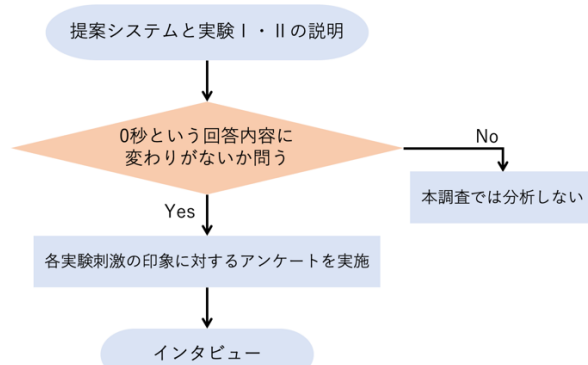 提案システムと実験Ⅰ・Ⅱの説明
0秒という回答内容に
変わりがないか問う
No
Yes
本調査では分析しない
各実験刺激の印象に対するアンケートを実施
インタビュー